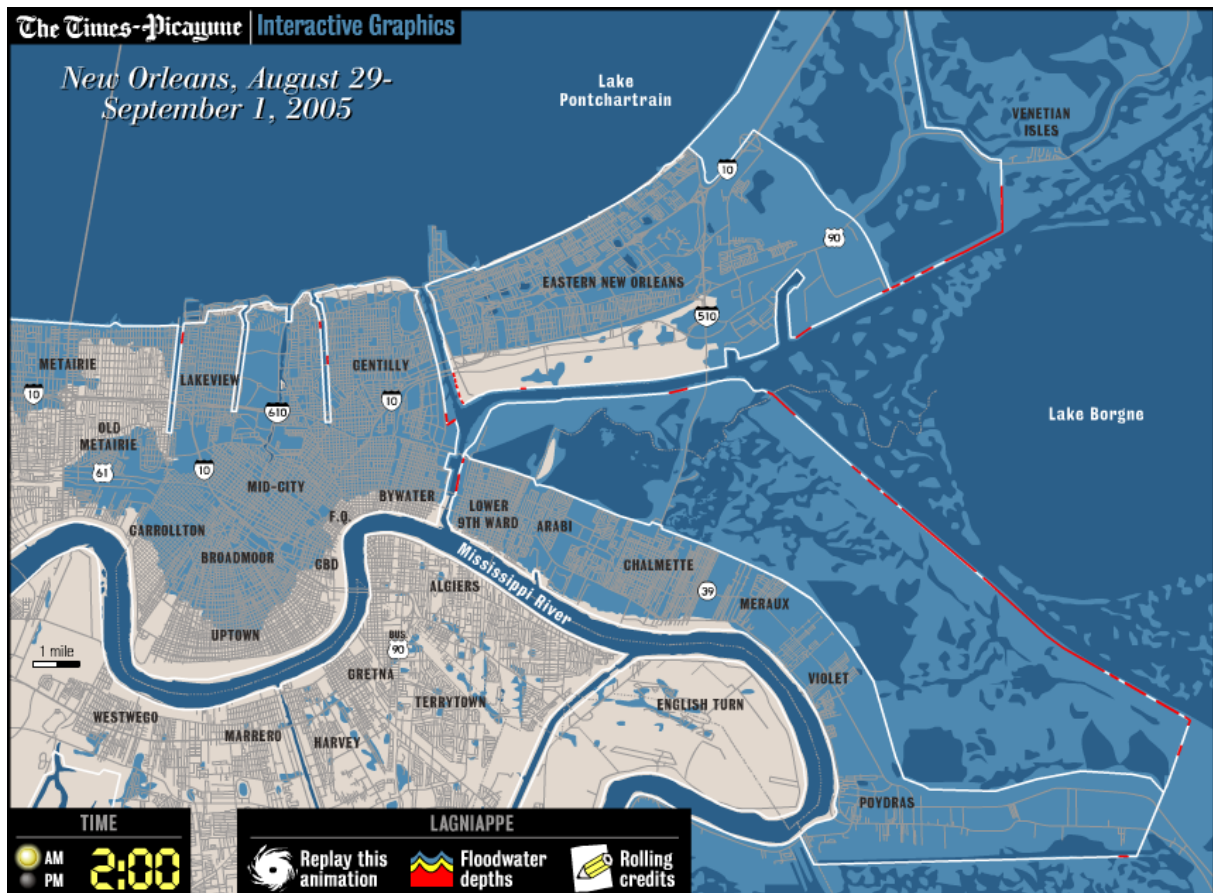 The Times-Picayune | Interactive Graphics
New Orleans, August 29-
September 1, 2005
Lake
Pontchartrain
VENETIAN
ISLES
10
90
EASTERN NEW ORLEANS
510
METAIRIE
LAKEVIEW
GENTILLY
10
10
610
Lake Borgne
OLD
METAIRIE
61
10
MID-CITY
BYWATER
LOWER
9TH WARD
F.Q.
ARABI
CARROLLTON
BROADMOOR
CBD
Mississippi River
CHALMETTE
ALGIERS
39
MERAUX
UPTOWN
BUS.
90
1 mile
GRETNA
VIOLET
TERRYTOWN
ENGLISH TURN
WESTWEGO
MARRERO
HARVEY
POYDRAS
TIME
AM
PM
2:00
LAGNIAPPE
Replay this
animation
Floodwater
depths
Rolling
credits